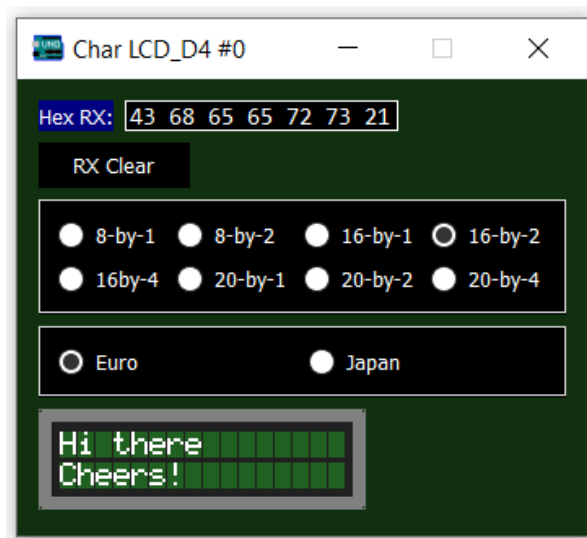 Char LCD_D4 #0
Hex RX: 43 68 65 65 72 73 21
RX Clear
8-by-1 8-by-2 16-by-1 16-by-2
16by-4 20-by-1 20-by-2 20-by-4
Euro Japan
Hi there
Cheers!